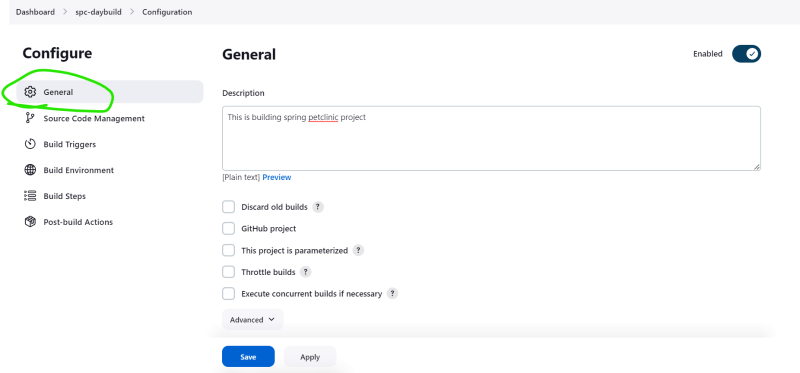 Dashboard > spc-daybuild > Configuration
Configure
General
Source Code Management
Build Triggers
Build Environment
Build Steps
Post-build Actions
General
Enabled
Description
This is building spring petclinic project
[Plain text] Preview
Discard old builds ?
GitHub project
This project is parameterized ?
Throttle builds ?
Execute concurrent builds if necessary ?
Advanced
Save Apply